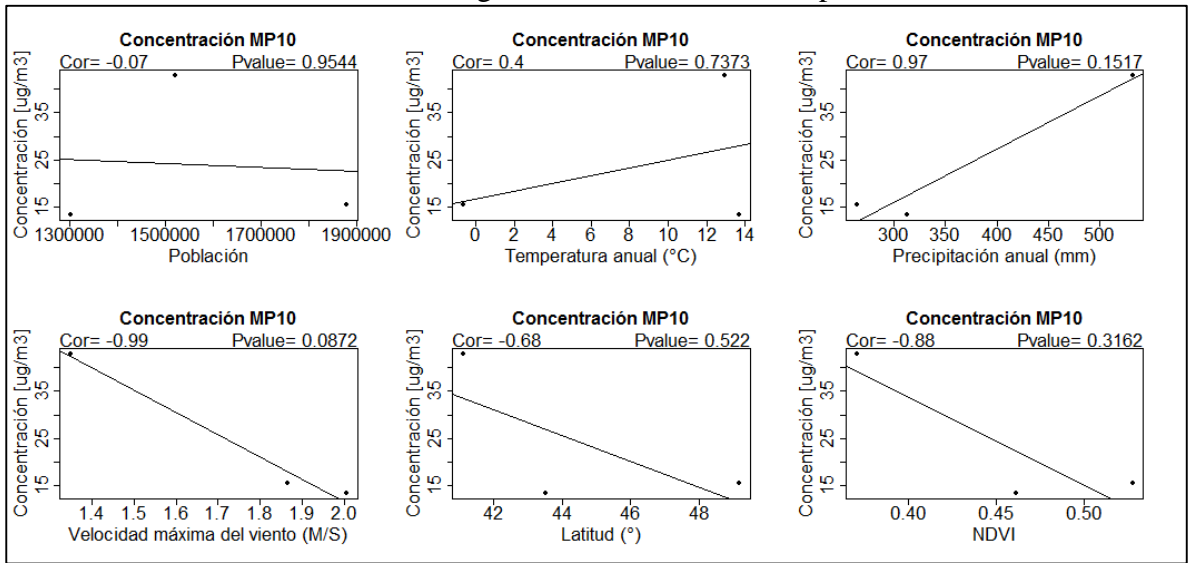 Concentración MP10
Cor= -0.07 Pvalue= 0.9544
Concentración [ug/m3]
15 25 35
1300000 1500000 1700000 1900000
Población
Concentración MP10
Cor= 0.4 Pvalue= 0.7373
Concentración [ug/m3]
15 25 35
0 2 4 6 8 10 12 14
Temperatura anual (°C)
Concentración MP10
Cor= 0.97 Pvalue= 0.1517
Concentración [ug/m3]
15 25 35
300 350 400 450 500
Precipitación anual (mm)
Concentración MP10
Cor= -0.99 Pvalue= 0.0872
Concentración [ug/m3]
15 25 35
1.4 1.5 1.6 1.7 1.8 1.9 2.0
Velocidad máxima del viento (M/S)
Concentración MP10
Cor= -0.68 Pvalue= 0.522
Concentración [ug/m3]
15 25 35
42 44 46 48
Latitud (°)
Concentración MP10
Cor= -0.88 Pvalue= 0.3162
Concentración [ug/m3]
15 25 35
0.40 0.45 0.50
NDVI